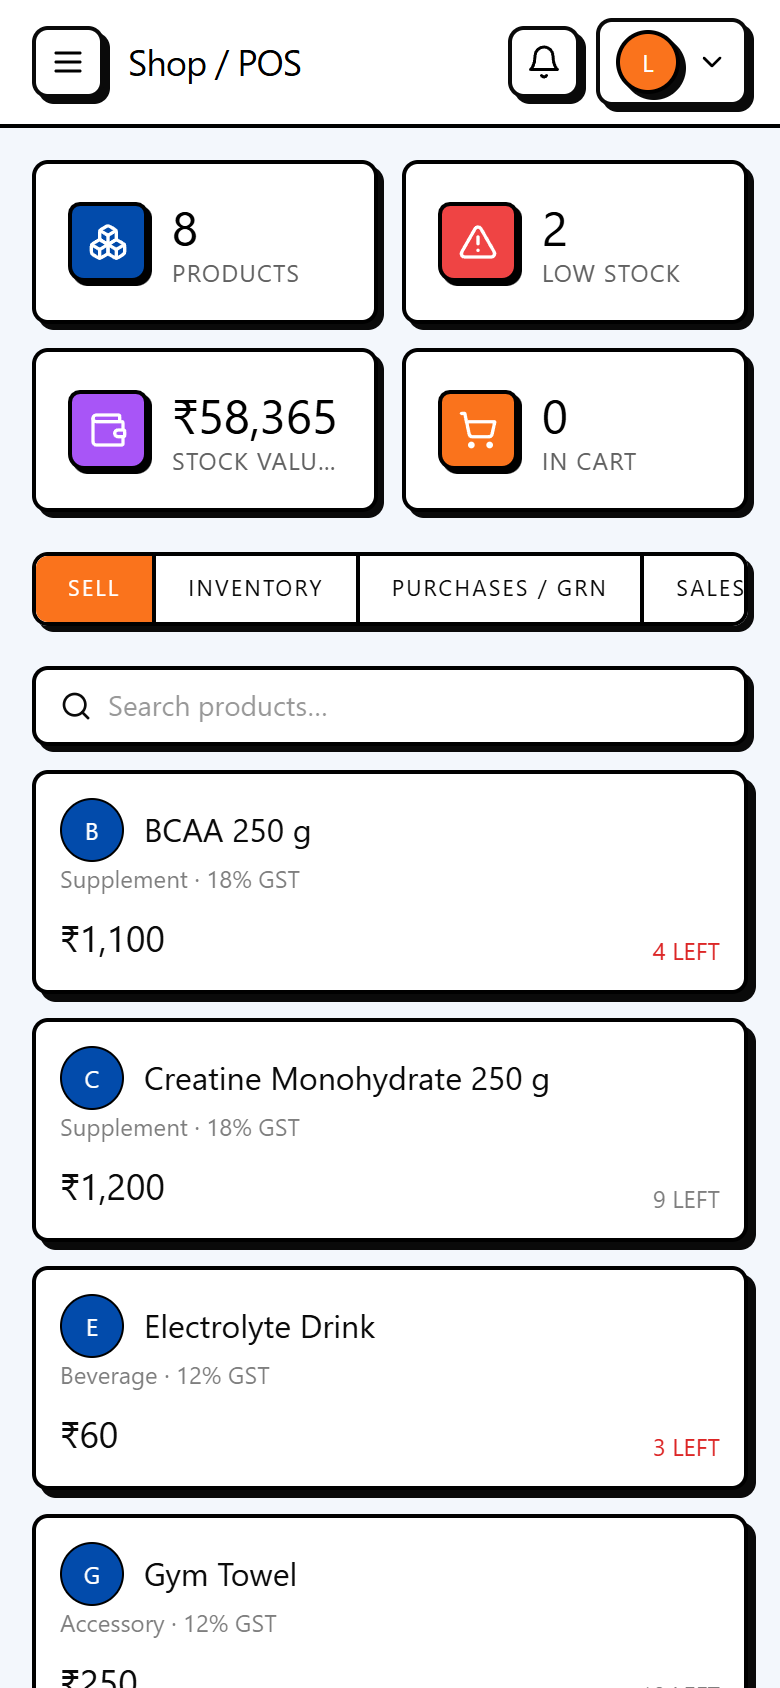 Shop / POS
L
8
PRODUCTS
2
LOW STOCK
₹58,365
STOCK VALU...
0
IN CART
SELL
INVENTORY
PURCHASES / GRN
SALES
Search products...
B
BCAA 250 g
Supplement · 18% GST
₹1,100
4 LEFT
C
Creatine Monohydrate 250 g
Supplement · 18% GST
₹1,200
9 LEFT
E
Electrolyte Drink
Beverage · 12% GST
₹60
3 LEFT
G
Gym Towel
Accessory · 12% GST
₹250